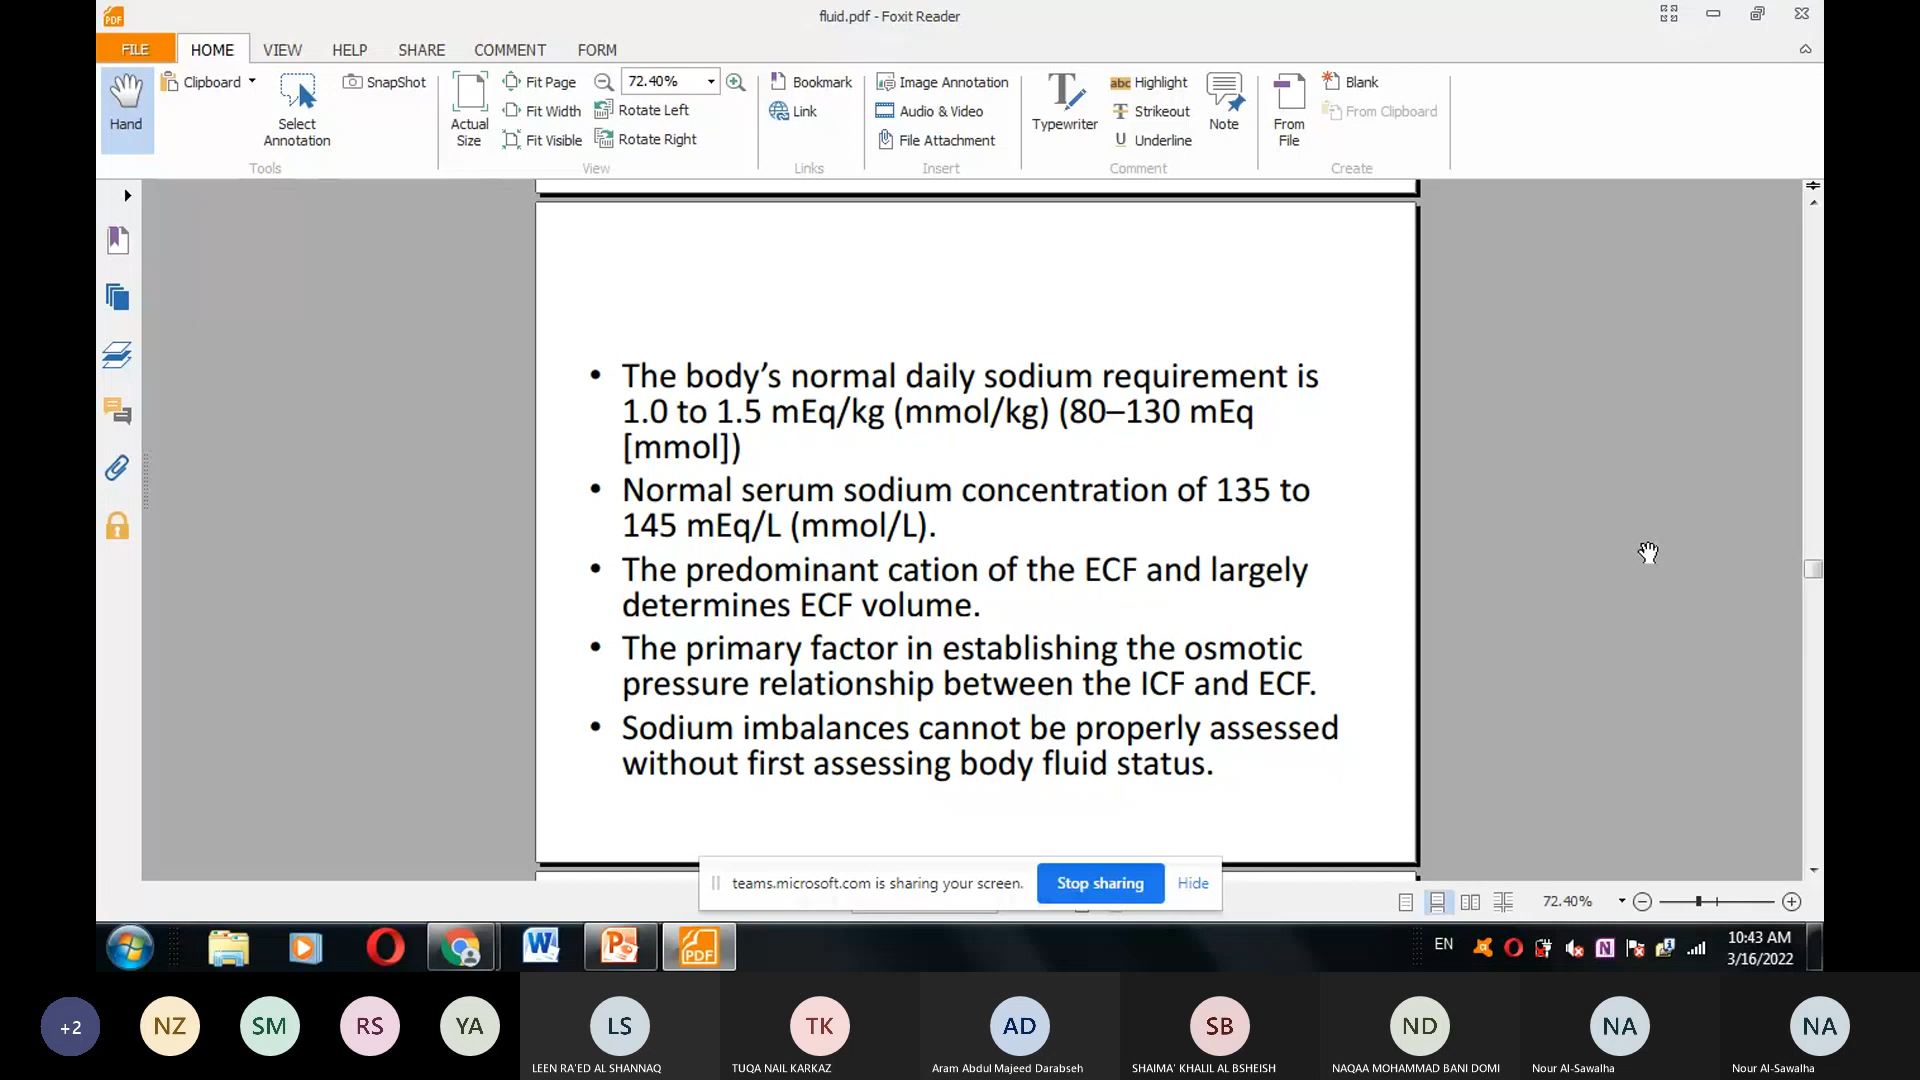 fluid.pdf - Foxit Reader
FILE HOME VIEW HELP SHARE COMMENT FORM
Hand
Clipboard
Select
Annotation
SnapShot
Tools
Actual
Size
Fit Page
Fit Width
Fit Visible
72.40%
Rotate Left
Rotate Right
View
Bookmark
Link
Links
Image Annotation
Audio & Video
File Attachment
Insert
Typewriter
abc Highlight
Strikeout
U Underline
Note
Comment
From
File
Blank
From Clipboard
Create
• The body’s normal daily sodium requirement is
1.0 to 1.5 mEq/kg (mmol/kg) (80–130 mEq
[mmol])
• Normal serum sodium concentration of 135 to
145 mEq/L (mmol/L).
• The predominant cation of the ECF and largely
determines ECF volume.
• The primary factor in establishing the osmotic
pressure relationship between the ICF and ECF.
• Sodium imbalances cannot be properly assessed
without first assessing body fluid status.
teams.microsoft.com is sharing your screen. Stop sharing Hide
72.40%
EN
10:43 AM
3/16/2022
+2 NZ SM RS YA LS TK AD SB ND NA NA
LEEN RA'ED AL SHANNAQ TUQA NAIL KARKAZ Aram Abdul Majeed Darabseh SHAIMA' KHALIL AL BSHEISH NAQAA MOHAMMAD BANI DOMI Nour Al-Sawalha Nour Al-Sawalha